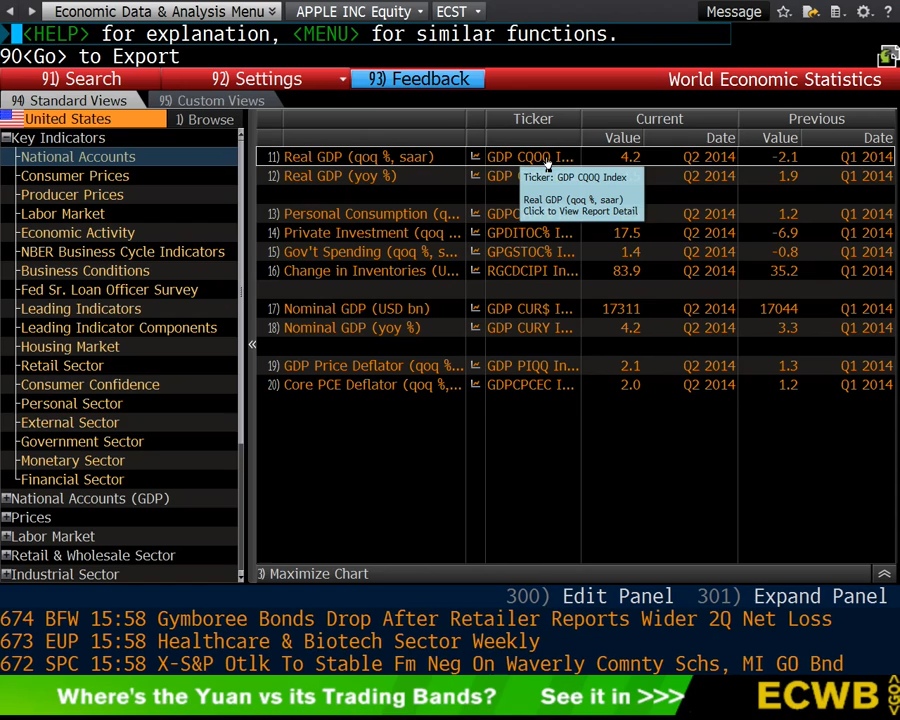 Economic Data & Analysis Menu APPLE INC Equity ECST Message ?
<HELP> for explanation, <MENU> for similar functions.
90<Go> to Export
91) Search 92) Settings 93) Feedback World Economic Statistics
94) Standard Views 95) Custom Views
United States 1) Browse Ticker Current Previous
Key Indicators Value Date Value Date
National Accounts 11) Real GDP (qoq %, saar) GDP CQOQ I... 4.2 Q2 2014 -2.1 Q1 2014
Consumer Prices 12) Real GDP (yoy %) GDP 1.9 Q1 2014
Ticker: GDP CQOQ Index
Real GDP (qoq %, saar)
Click to View Report Detail
Producer Prices
Labor Market 13) Personal Consumption (q... GDPC 1.2 Q1 2014
Economic Activity 14) Private Investment (qoq ... GPDITOC% I... 17.5 Q2 2014 -6.9 Q1 2014
NBER Business Cycle Indicators 15) Gov't Spending (qoq %, s... GPGSTOC% I... 1.4 Q2 2014 -0.8 Q1 2014
Business Conditions 16) Change in Inventories (U... RGCDCIPI In... 83.9 Q2 2014 35.2 Q1 2014
Fed Sr. Loan Officer Survey
Leading Indicators 17) Nominal GDP (USD bn) GDP CUR$ I... 17311 Q2 2014 17044 Q1 2014
Leading Indicator Components 18) Nominal GDP (yoy %) GDP CURY I... 4.2 Q2 2014 3.3 Q1 2014
Housing Market
Retail Sector 19) GDP Price Deflator (qoq %... GDP PIQQ In... 2.1 Q2 2014 1.3 Q1 2014
Consumer Confidence 20) Core PCE Deflator (qoq %,... GDPCPCEC I... 2.0 Q2 2014 1.2 Q1 2014
Personal Sector
External Sector
Government Sector
Monetary Sector
Financial Sector
National Accounts (GDP)
Prices
Labor Market
Retail & Wholesale Sector
Industrial Sector 3) Maximize Chart
300) Edit Panel 301) Expand Panel
674 BFW 15:58 Gymboree Bonds Drop After Retailer Reports Wider 2Q Net Loss
673 EUP 15:58 Healthcare & Biotech Sector Weekly
672 SPC 15:58 X-S&P Otlk To Stable Fm Neg On Waverly Comnty Schs, MI GO Bnd
Where's the Yuan vs its Trading Bands? See it in >>> ECWB <GO>